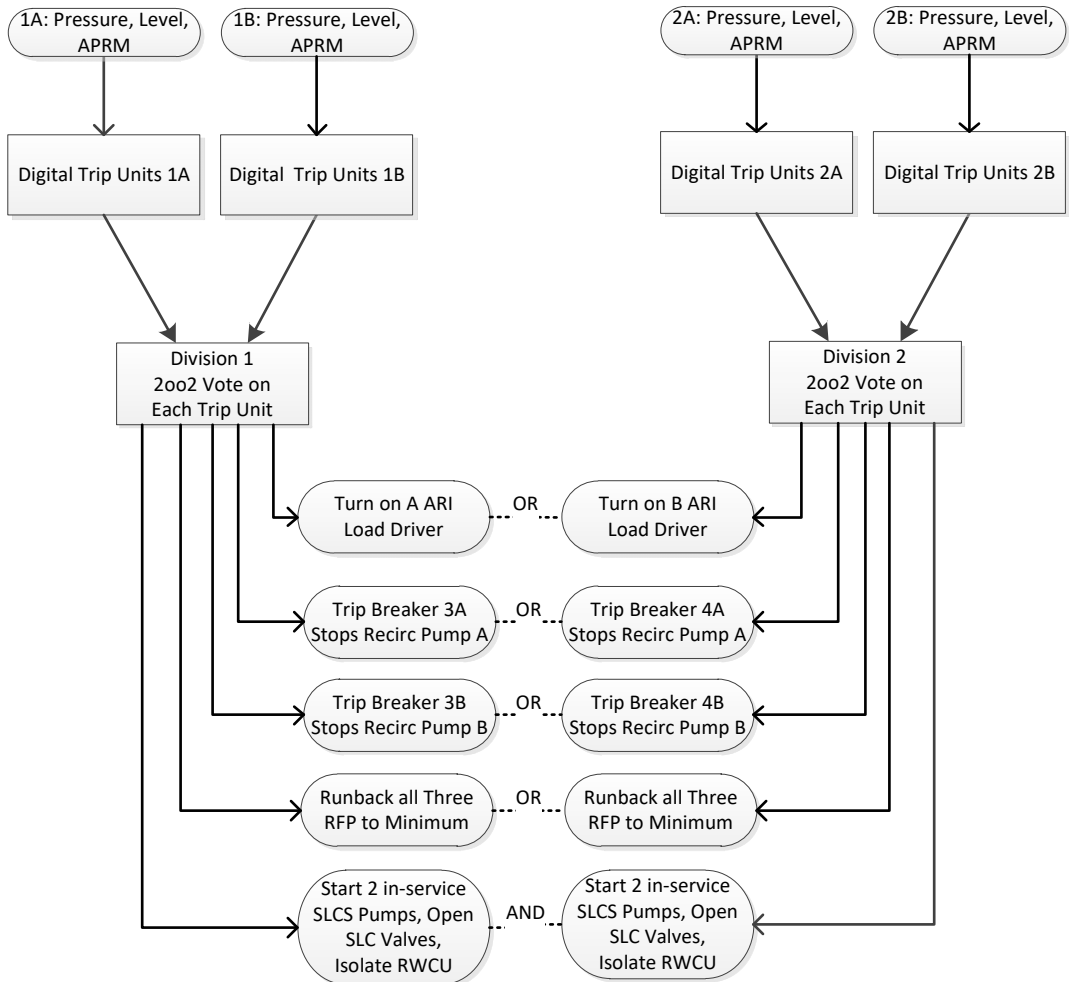 1A: Pressure, Level,
APRM
1B: Pressure, Level,
APRM
2A: Pressure, Level,
APRM
2B: Pressure, Level,
APRM
Digital Trip Units 1A
Digital Trip Units 1B
Digital Trip Units 2A
Digital Trip Units 2B
Division 1
2oo2 Vote on
Each Trip Unit
Division 2
2oo2 Vote on
Each Trip Unit
Turn on A ARI
Load Driver
OR
Turn on B ARI
Load Driver
Trip Breaker 3A
Stops Recirc Pump A
OR
Trip Breaker 4A
Stops Recirc Pump A
Trip Breaker 3B
Stops Recirc Pump B
OR
Trip Breaker 4B
Stops Recirc Pump B
Runback all Three
RFP to Minimum
OR
Runback all Three
RFP to Minimum
Start 2 in-service
SLCS Pumps, Open
SLC Valves,
Isolate RWCU
AND
Start 2 in-service
SLCS Pumps, Open
SLC Valves,
Isolate RWCU